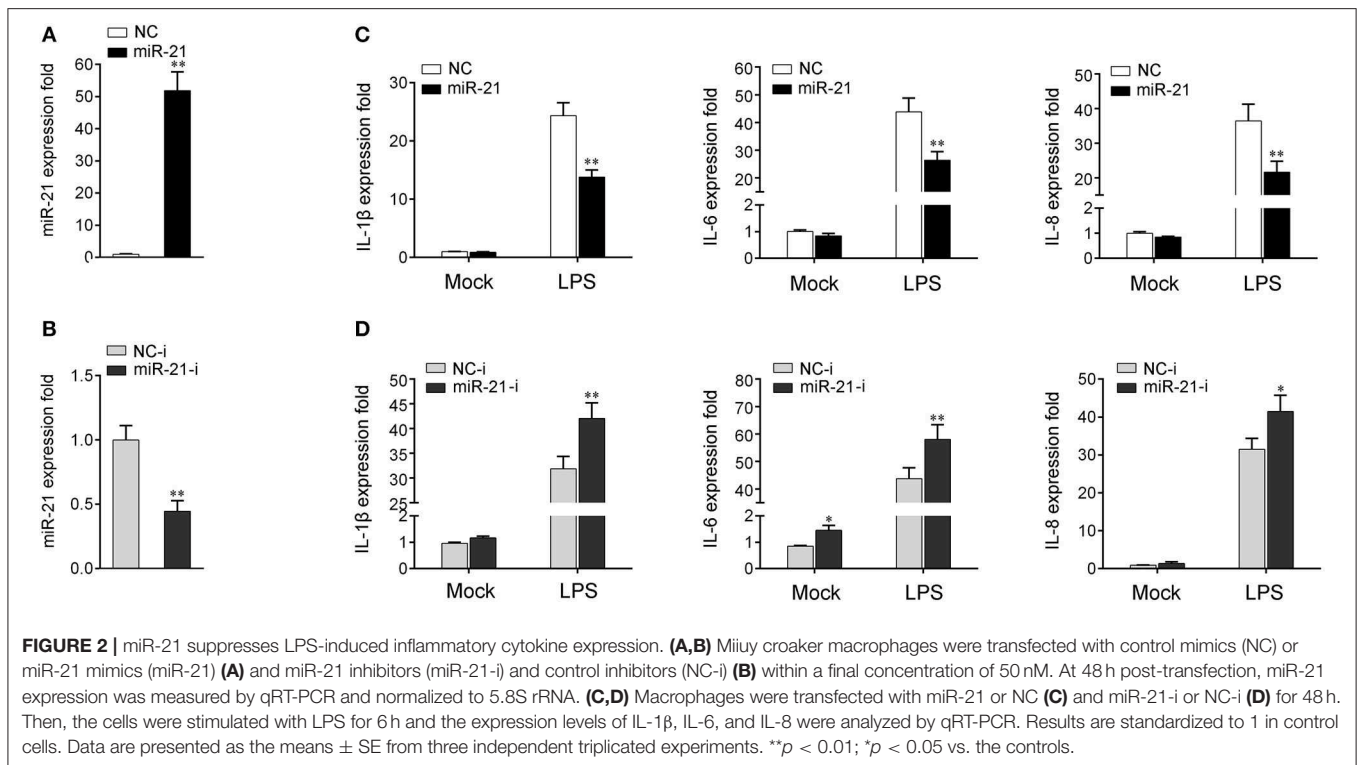 A
NC
miR-21
miR-21 expression fold
60
50
40
30
20
10
0
**
C
NC
miR-21
IL-1β expression fold
30
20
10
0
**
Mock
LPS
NC
miR-21
IL-6 expression fold
60
50
40
30
20
2
1
0
**
Mock
LPS
NC
miR-21
IL-8 expression fold
50
40
30
20
2
1
0
**
Mock
LPS
B
NC-i
miR-21-i
miR-21 expression fold
1.5
1.0
0.5
0.0
**
D
NC-i
miR-21-i
IL-1β expression fold
50
45
40
35
30
25
2
1
0
**
Mock
LPS
NC-i
miR-21-i
IL-6 expression fold
80
70
60
50
40
2
1
0
*
**
Mock
LPS
NC-i
miR-21-i
IL-8 expression fold
50
40
30
20
10
0
*
Mock
LPS
FIGURE 2 | miR-21 suppresses LPS-induced inflammatory cytokine expression. (A,B) Miiuy croaker macrophages were transfected with control mimics (NC) or
miR-21 mimics (miR-21) (A) and miR-21 inhibitors (miR-21-i) and control inhibitors (NC-i) (B) within a final concentration of 50 nM. At 48 h post-transfection, miR-21
expression was measured by qRT-PCR and normalized to 5.8S rRNA. (C,D) Macrophages were transfected with miR-21 or NC (C) and miR-21-i or NC-i (D) for 48 h.
Then, the cells were stimulated with LPS for 6 h and the expression levels of IL-1β, IL-6, and IL-8 were analyzed by qRT-PCR. Results are standardized to 1 in control
cells. Data are presented as the means ± SE from three independent triplicated experiments. **p < 0.01; *p < 0.05 vs. the controls.